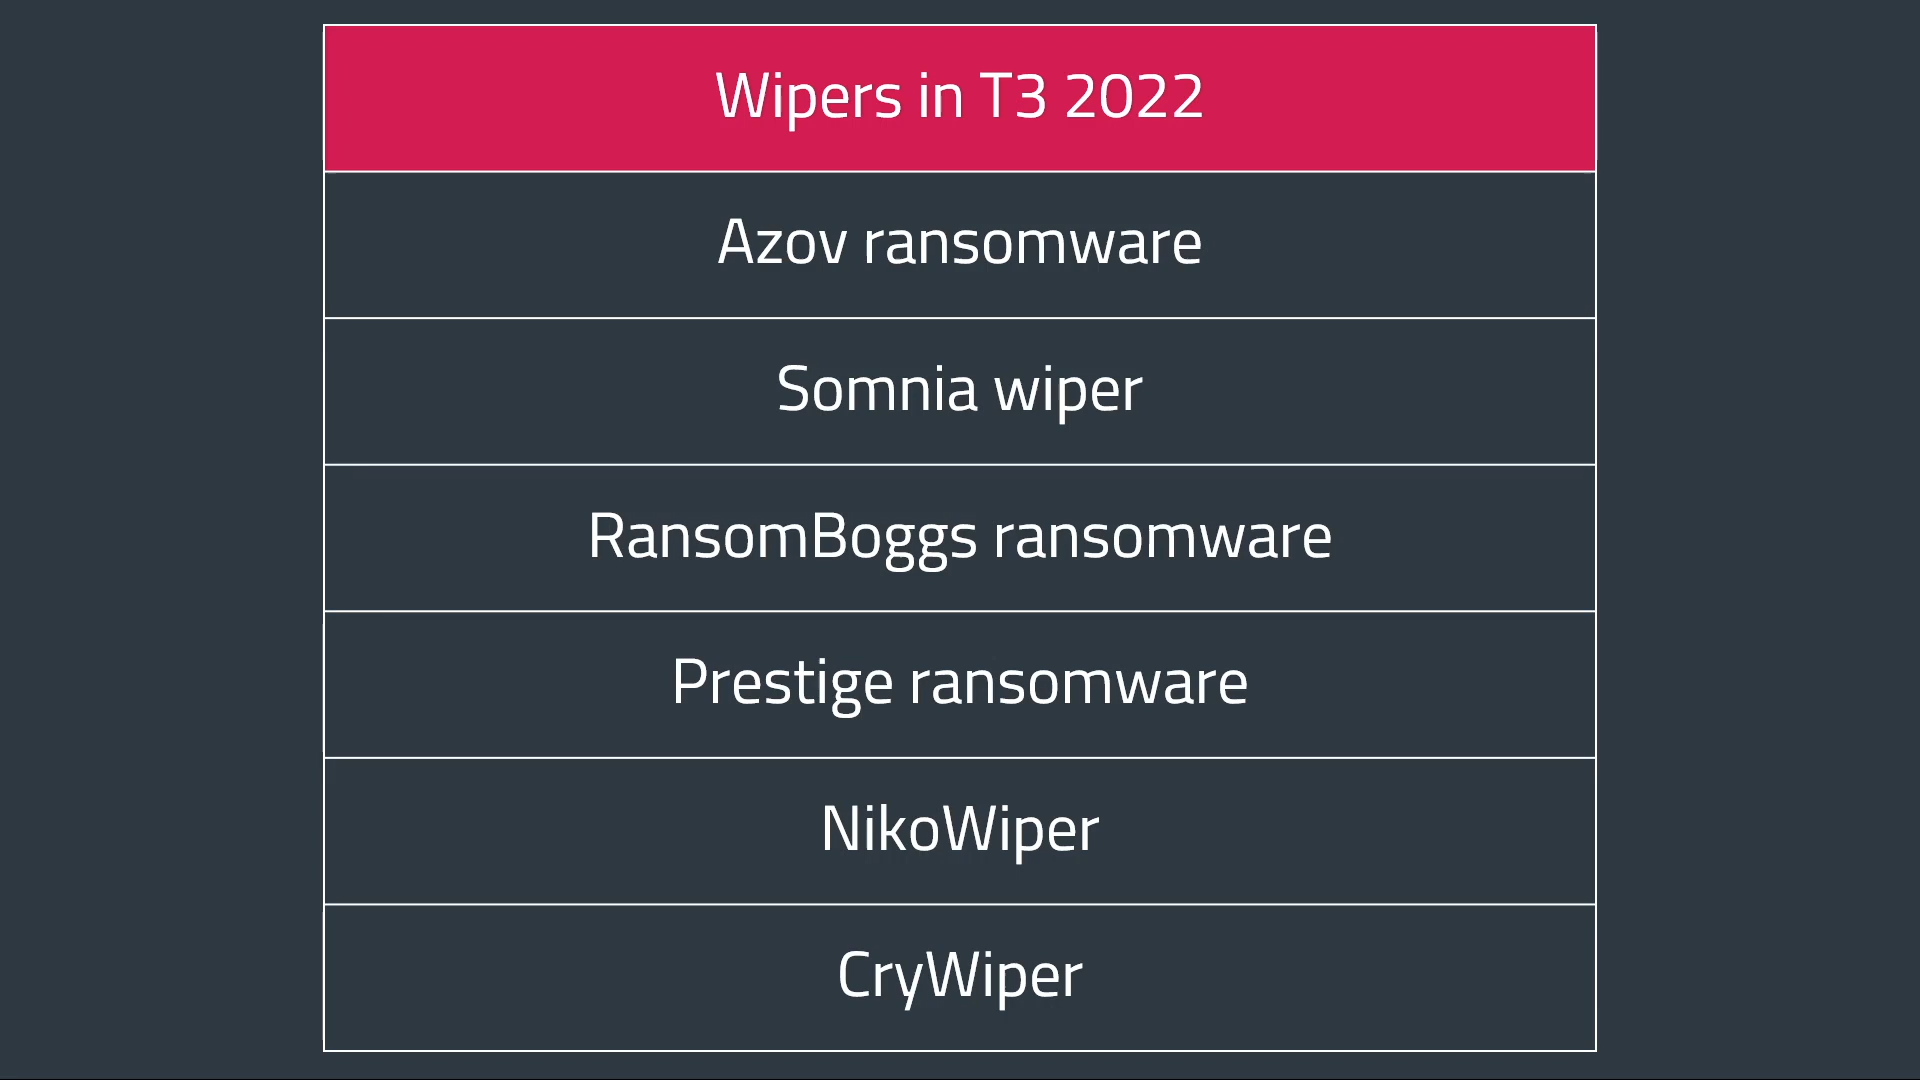 Wipers in T3 2022
Azov ransomware
Somnia wiper
RansomBoggs ransomware
Prestige ransomware
NikoWiper
CryWiper